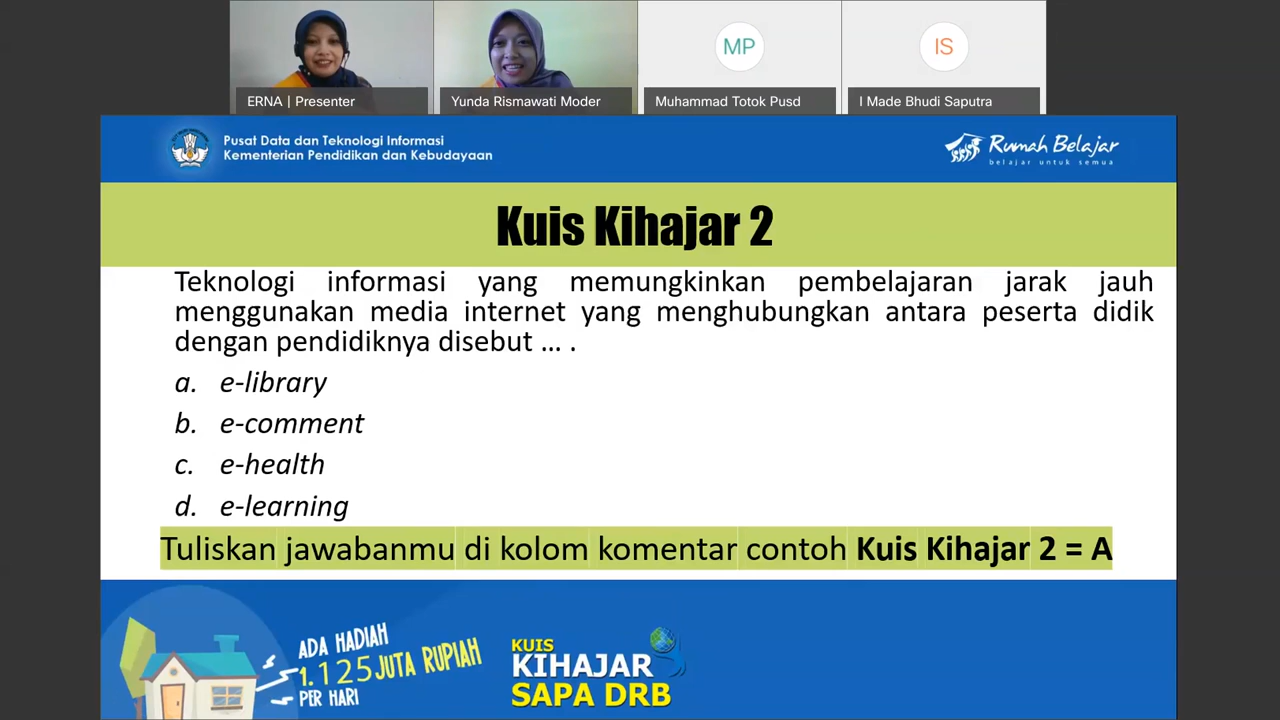 MP
IS
ERNA | Presenter
Yunda Rismawati Moder
Muhammad Totok Pusd
I Made Bhudi Saputra
Pusat Data dan Teknologi Informasi
Kementerian Pendidikan dan Kebudayaan
Rumah Belajar
belajar untuk semua
Kuis Kihajar 2
Teknologi informasi yang memungkinkan pembelajaran jarak jauh
menggunakan media internet yang menghubungkan antara peserta didik
dengan pendidiknya disebut ... .
a. e-library
b. e-comment
c. e-health
d. e-learning
Tuliskan jawabanmu di kolom komentar contoh Kuis Kihajar 2 = A
ADA HADIAH
1.125 JUTA RUPIAH
PER HARI
KUIS
KIHAJAR
SAPA DRB